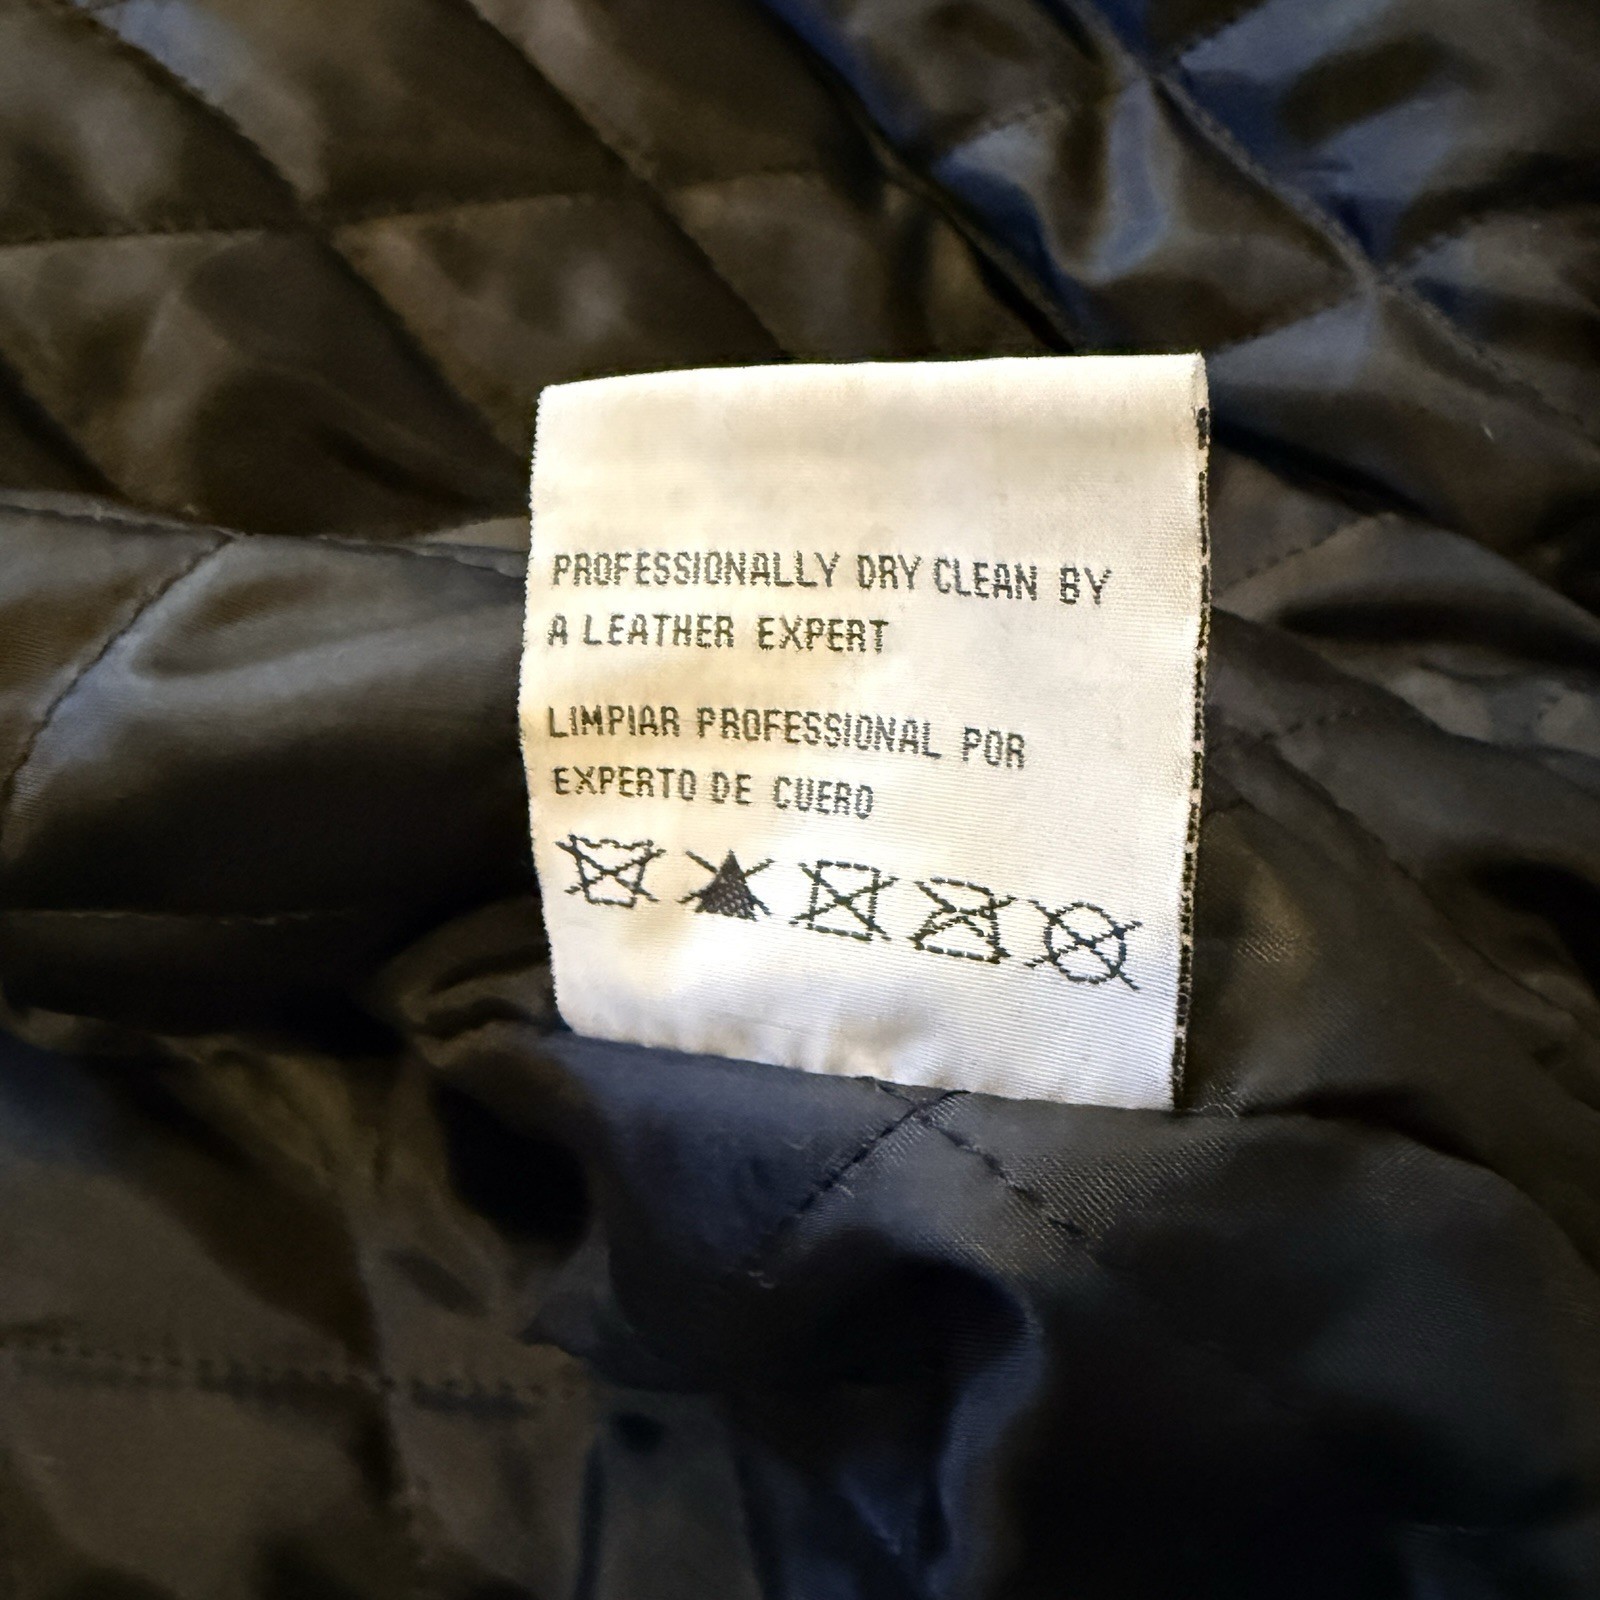 PROFESSIONALLY DRY CLEAN BY
A LEATHER EXPERT
LIMPIAR PROFESSIONAL POR
EXPERTO DE CUERO